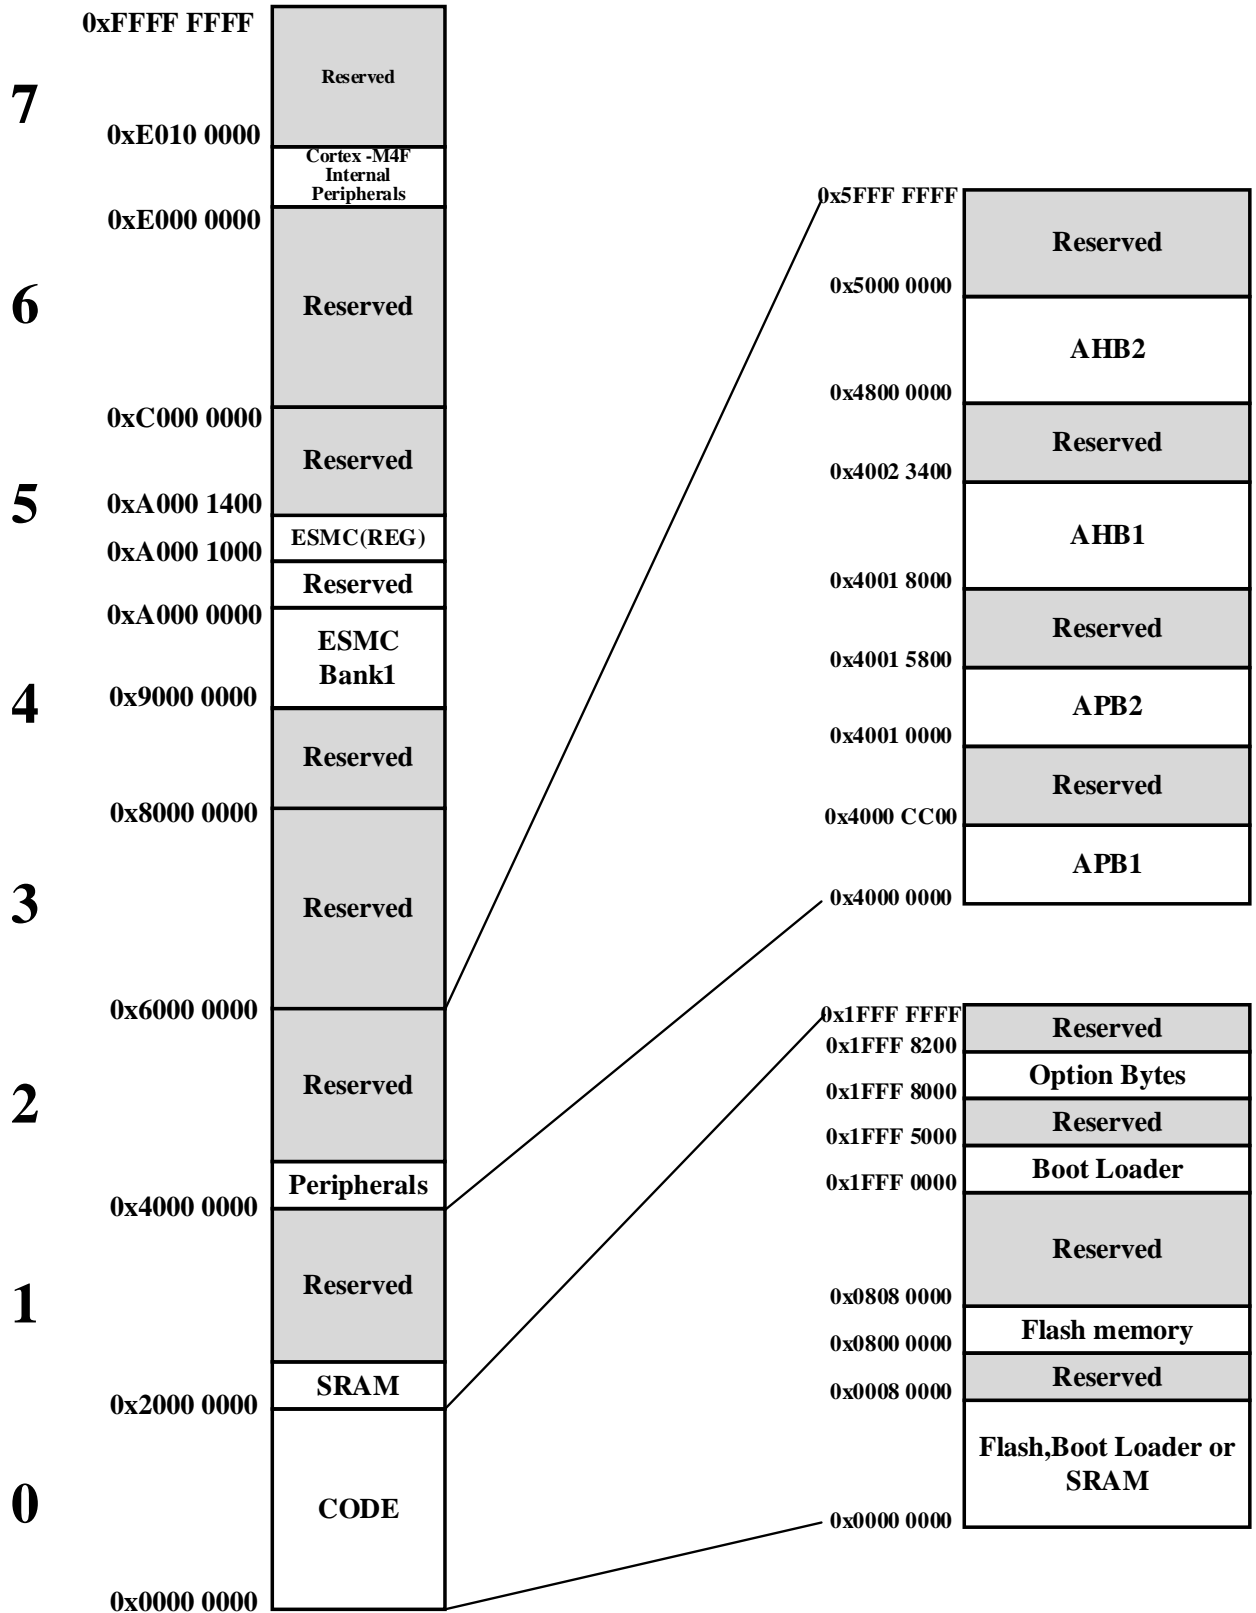 0xFFFF FFFF
Reserved
7
0xE010 0000
Cortex -M4F
Internal
Peripherals
0xE000 0000
Reserved
6
0xC000 0000
Reserved
5
0xA000 1400
ESMC(REG)
0xA000 1000
Reserved
0xA000 0000
ESMC
Bank1
4
0x9000 0000
Reserved
0x8000 0000
Reserved
3
0x6000 0000
Reserved
2
Peripherals
0x4000 0000
Reserved
1
SRAM
0x2000 0000
CODE
0
0x0000 0000
0x5FFF FFFF
Reserved
0x5000 0000
AHB2
0x4800 0000
Reserved
0x4002 3400
AHB1
0x4001 8000
Reserved
0x4001 5800
APB2
0x4001 0000
Reserved
0x4000 CC00
APB1
0x4000 0000
0x1FFF FFFF
Reserved
0x1FFF 8200
Option Bytes
0x1FFF 8000
Reserved
0x1FFF 5000
Boot Loader
0x1FFF 0000
Reserved
0x0808 0000
Flash memory
0x0800 0000
Reserved
0x0008 0000
Flash,Boot Loader or
SRAM
0x0000 0000